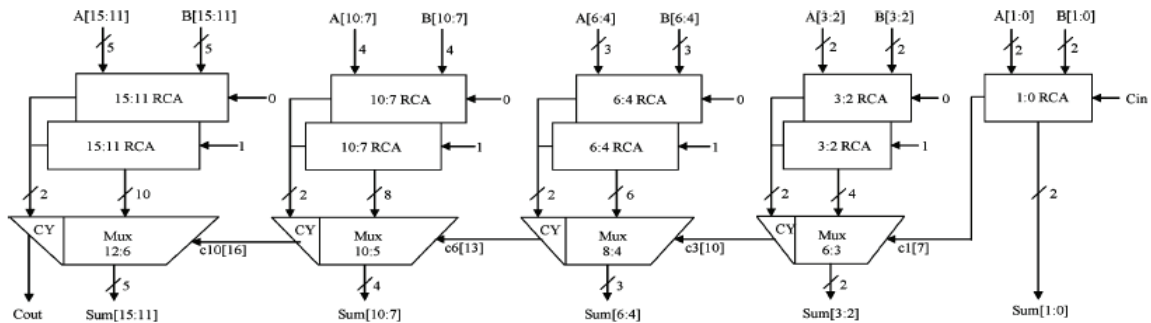 A[15:11] B[15:11] A[10:7] B[10:7] A[6:4] B[6:4] A[3:2] B[3:2] A[1:0] B[1:0]
5 5 4 4 3 3 2 2 2 2
15:11 RCA 0 10:7 RCA 0 6:4 RCA 0 3:2 RCA 0 1:0 RCA Cin
15:11 RCA 1 10:7 RCA 1 6:4 RCA 1 3:2 RCA 1
2 10 2 8 2 6 2 4 2
CY Mux 12:6 c10[16] CY Mux 10:5 c6[13] CY Mux 8:4 c3[10] CY Mux 6:3 c1[7]
5 4 3 2
Cout Sum[15:11] Sum[10:7] Sum[6:4] Sum[3:2] Sum[1:0]